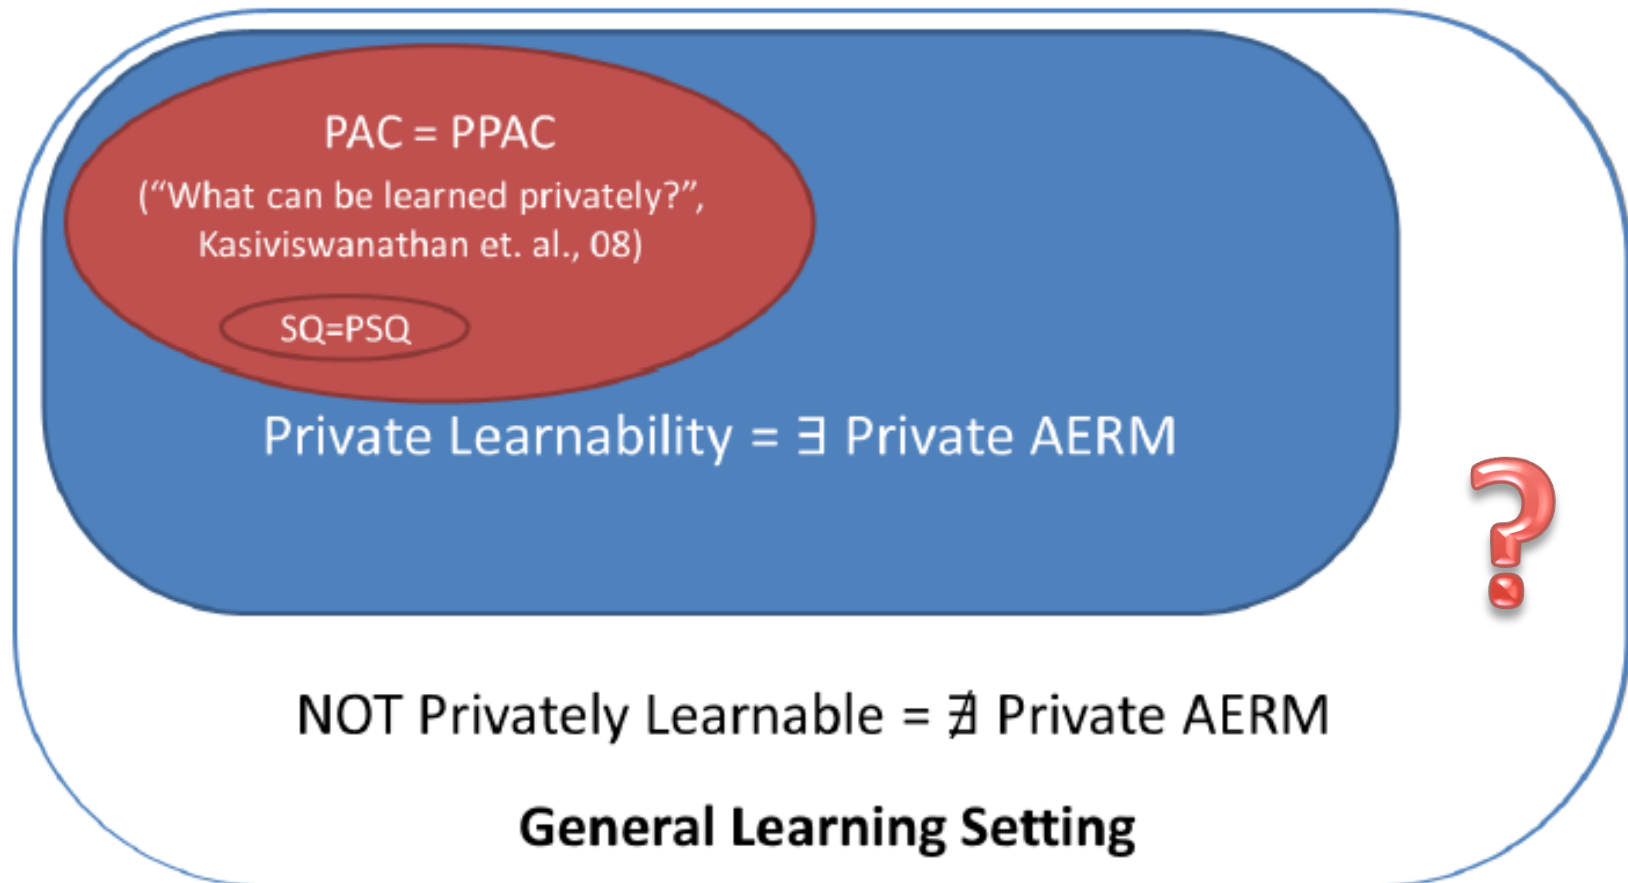 PAC = PPAC
(“What can be learned privately?”,
Kasiviswanathan et. al., 08)
SQ=PSQ
Private Learnability = ∃ Private AERM
?
NOT Privately Learnable = ∄ Private AERM
General Learning Setting